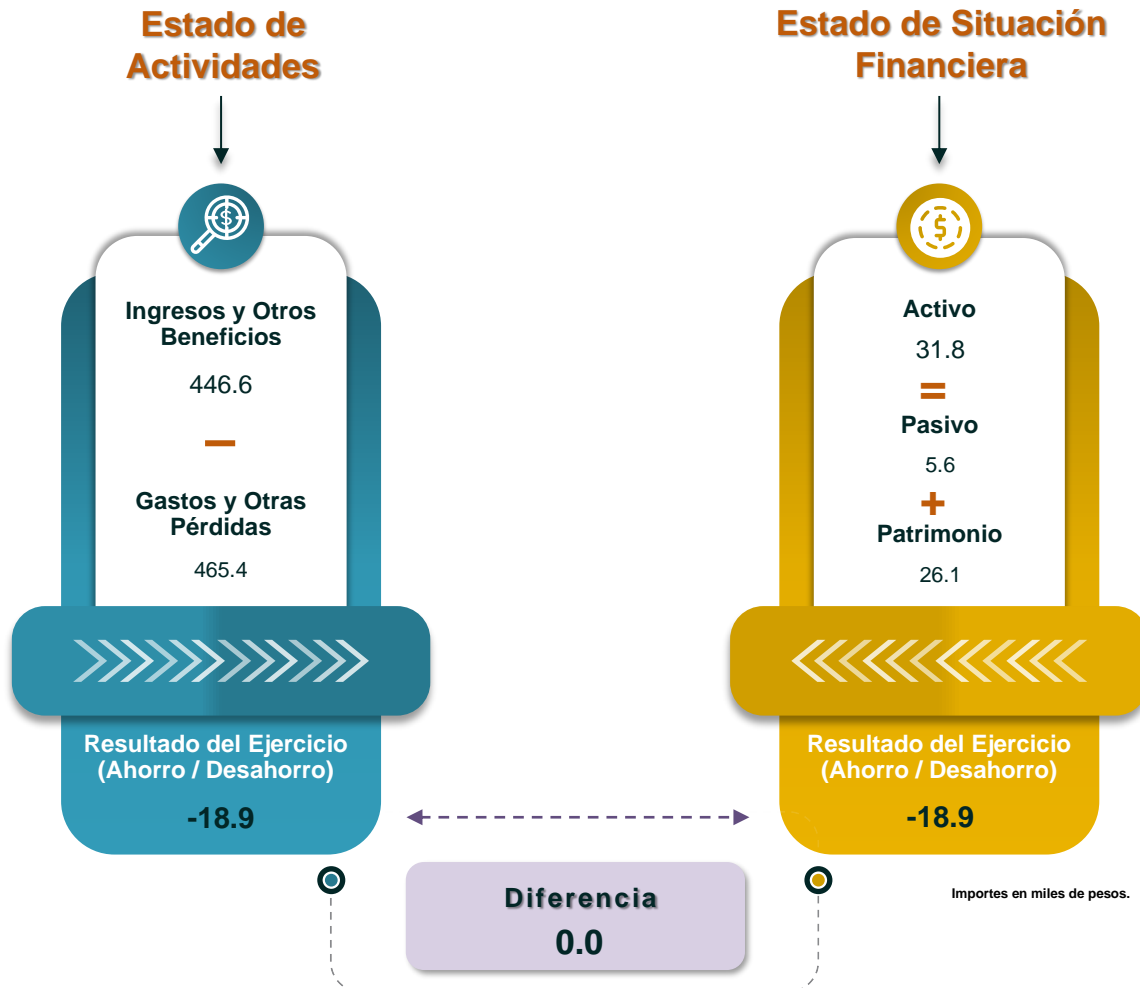 Estado de
Actividades
$
Ingresos y Otros
Beneficios
446.6
–
Gastos y Otras
Pérdidas
465.4
Resultado del Ejercicio
(Ahorro / Desahorro)
-18.9
Estado de Situación
Financiera
$
Activo
31.8
=
Pasivo
5.6
+
Patrimonio
26.1
Resultado del Ejercicio
(Ahorro / Desahorro)
-18.9
Diferencia
0.0
Importes en miles de pesos.